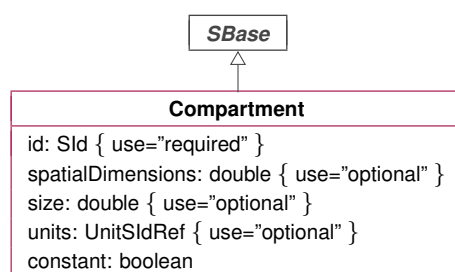 SBase
Compartment
id: SId { use="required" }
spatialDimensions: double { use="optional" }
size: double { use="optional" }
units: UnitSIdRef { use="optional" }
constant: boolean